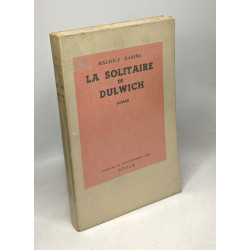 MAURICE BARING
LA SOLITAIRE
DE
DULWICH
ROMAN
STOCK